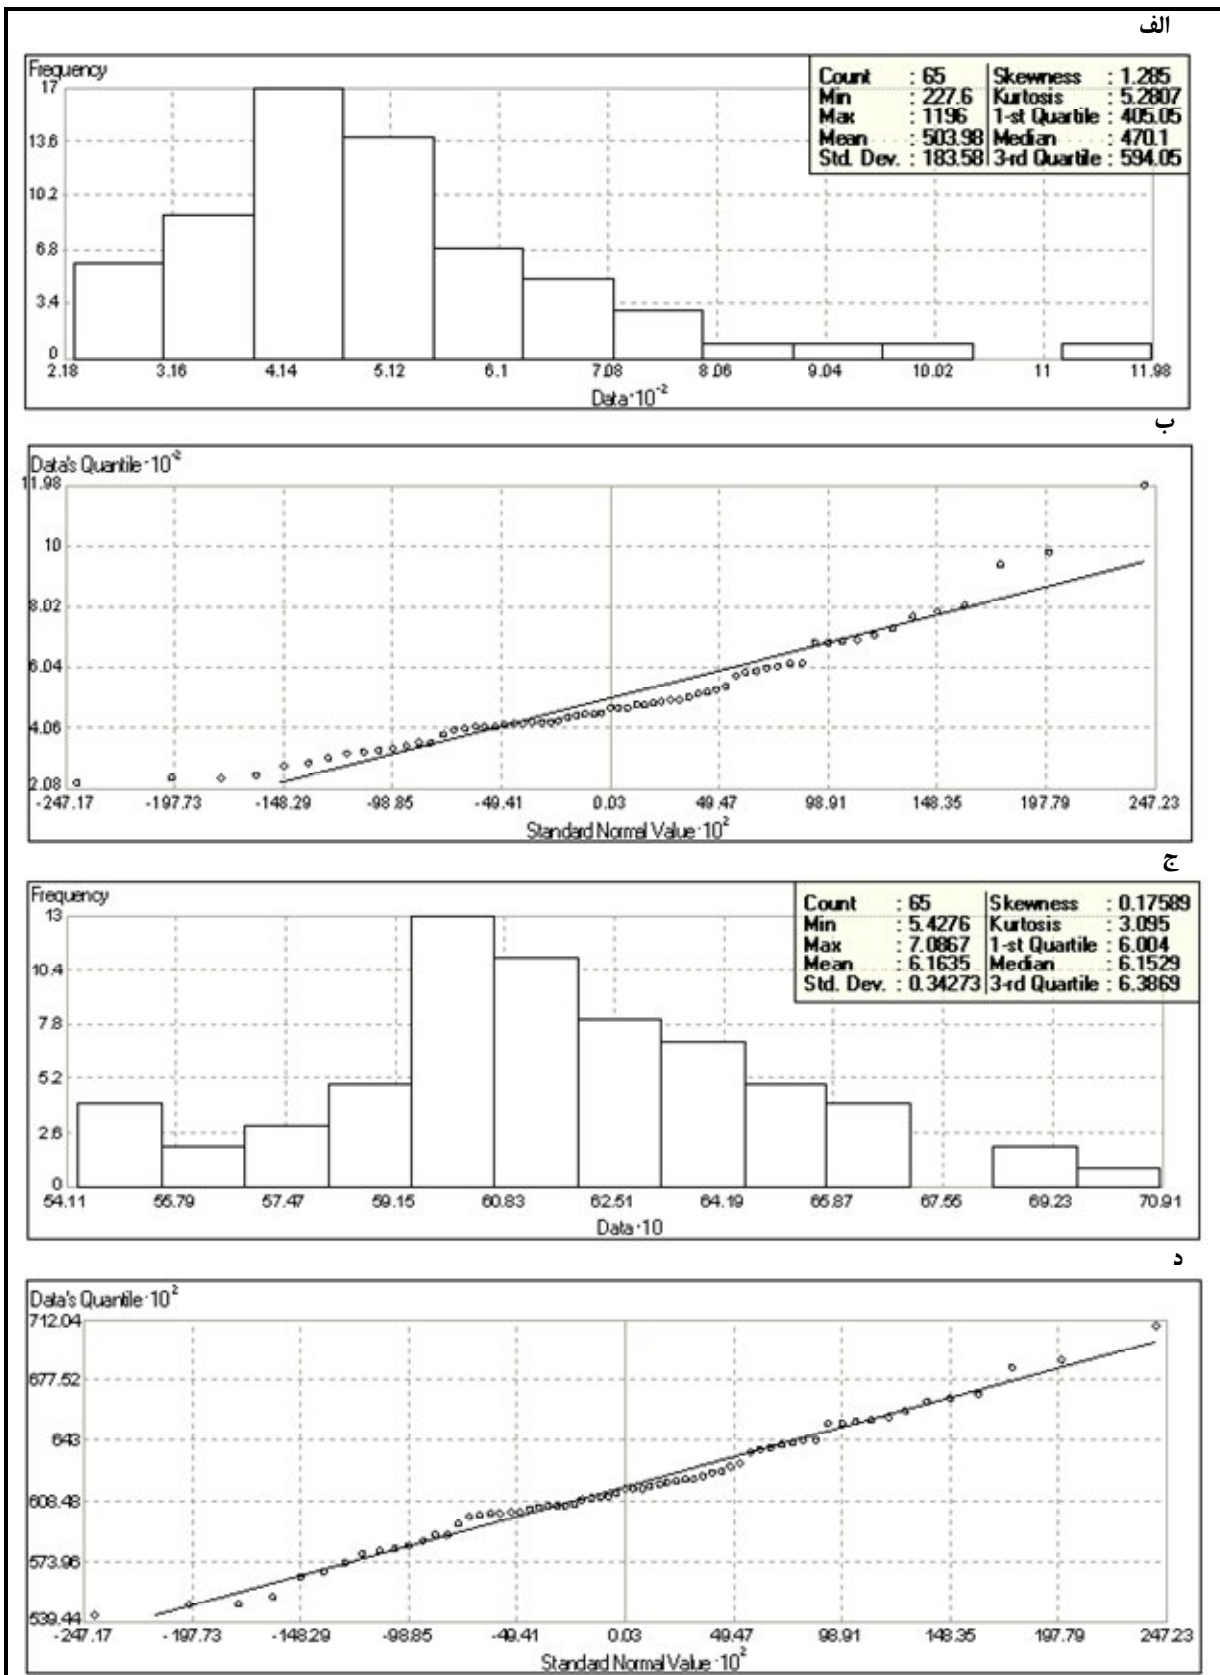 الف
Frequency
Count : 65 Skewness : 1.285
Min : 227.6 Kurtosis : 5.2807
Max : 1196 1-st Quartile : 405.05
Mean : 503.98 Median : 470.1
Std. Dev. : 183.58 3-rd Quartile : 594.05
17
13.6
10.2
6.8
3.4
0
2.18 3.16 4.14 5.12 6.1 7.08 8.06 9.04 10.02 11 11.98
Data·10⁻²
ب
Data's Quantile·10⁻²
11.98
10
8.02
6.04
4.06
2.08
-247.17 -197.73 -148.29 -98.85 -49.41 0.03 49.47 98.91 148.35 197.79 247.23
Standard Normal Value·10²
ج
Frequency
Count : 65 Skewness : 0.17589
Min : 5.4276 Kurtosis : 3.095
Max : 7.0867 1-st Quartile : 6.004
Mean : 6.1635 Median : 6.1529
Std. Dev. : 0.34273 3-rd Quartile : 6.3869
13
10.4
7.8
5.2
2.6
0
54.11 55.79 57.47 59.15 60.83 62.51 64.19 65.87 67.55 69.23 70.91
Data·10
د
Data's Quantile·10²
712.04
677.52
643
608.48
573.96
539.44
-247.17 -197.73 -148.29 -98.85 -49.41 0.03 49.47 98.91 148.35 197.79 247.23
Standard Normal Value·10²